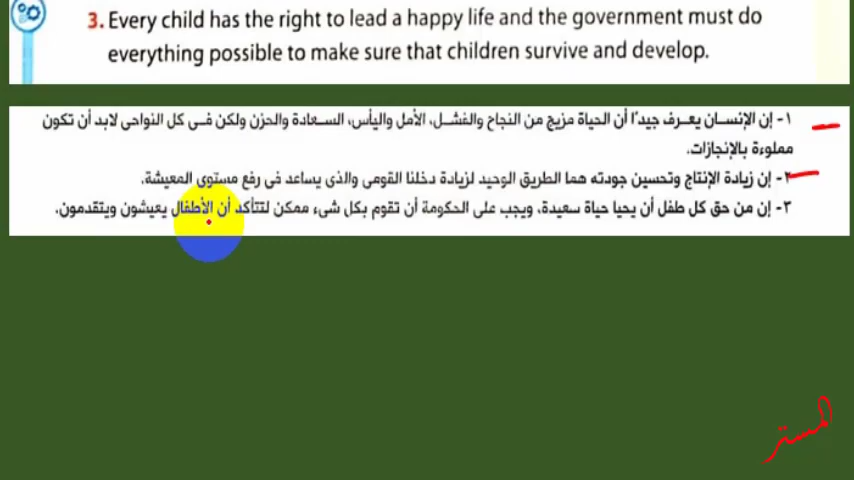 3. Every child has the right to lead a happy life and the government must do
everything possible to make sure that children survive and develop.
١- إن الإنسان يعرف جيدًا أن الحياة مزيج من النجاح والفشل، الأمل واليأس، السعادة والحزن ولكن فى كل النواحى لابد أن تكون
مملوءة بالإنجازات.
٢- إن زيادة الإنتاج وتحسين جودته هما الطريق الوحيد لزيادة دخلنا القومى والذى يساعد فى رفع مستوى المعيشة.
٣- إن من حق كل طفل أن يحيا حياة سعيدة، ويجب على الحكومة أن تقوم بكل شىء ممكن لتتأكد أن الأطفال يعيشون ويتقدمون.
المستر